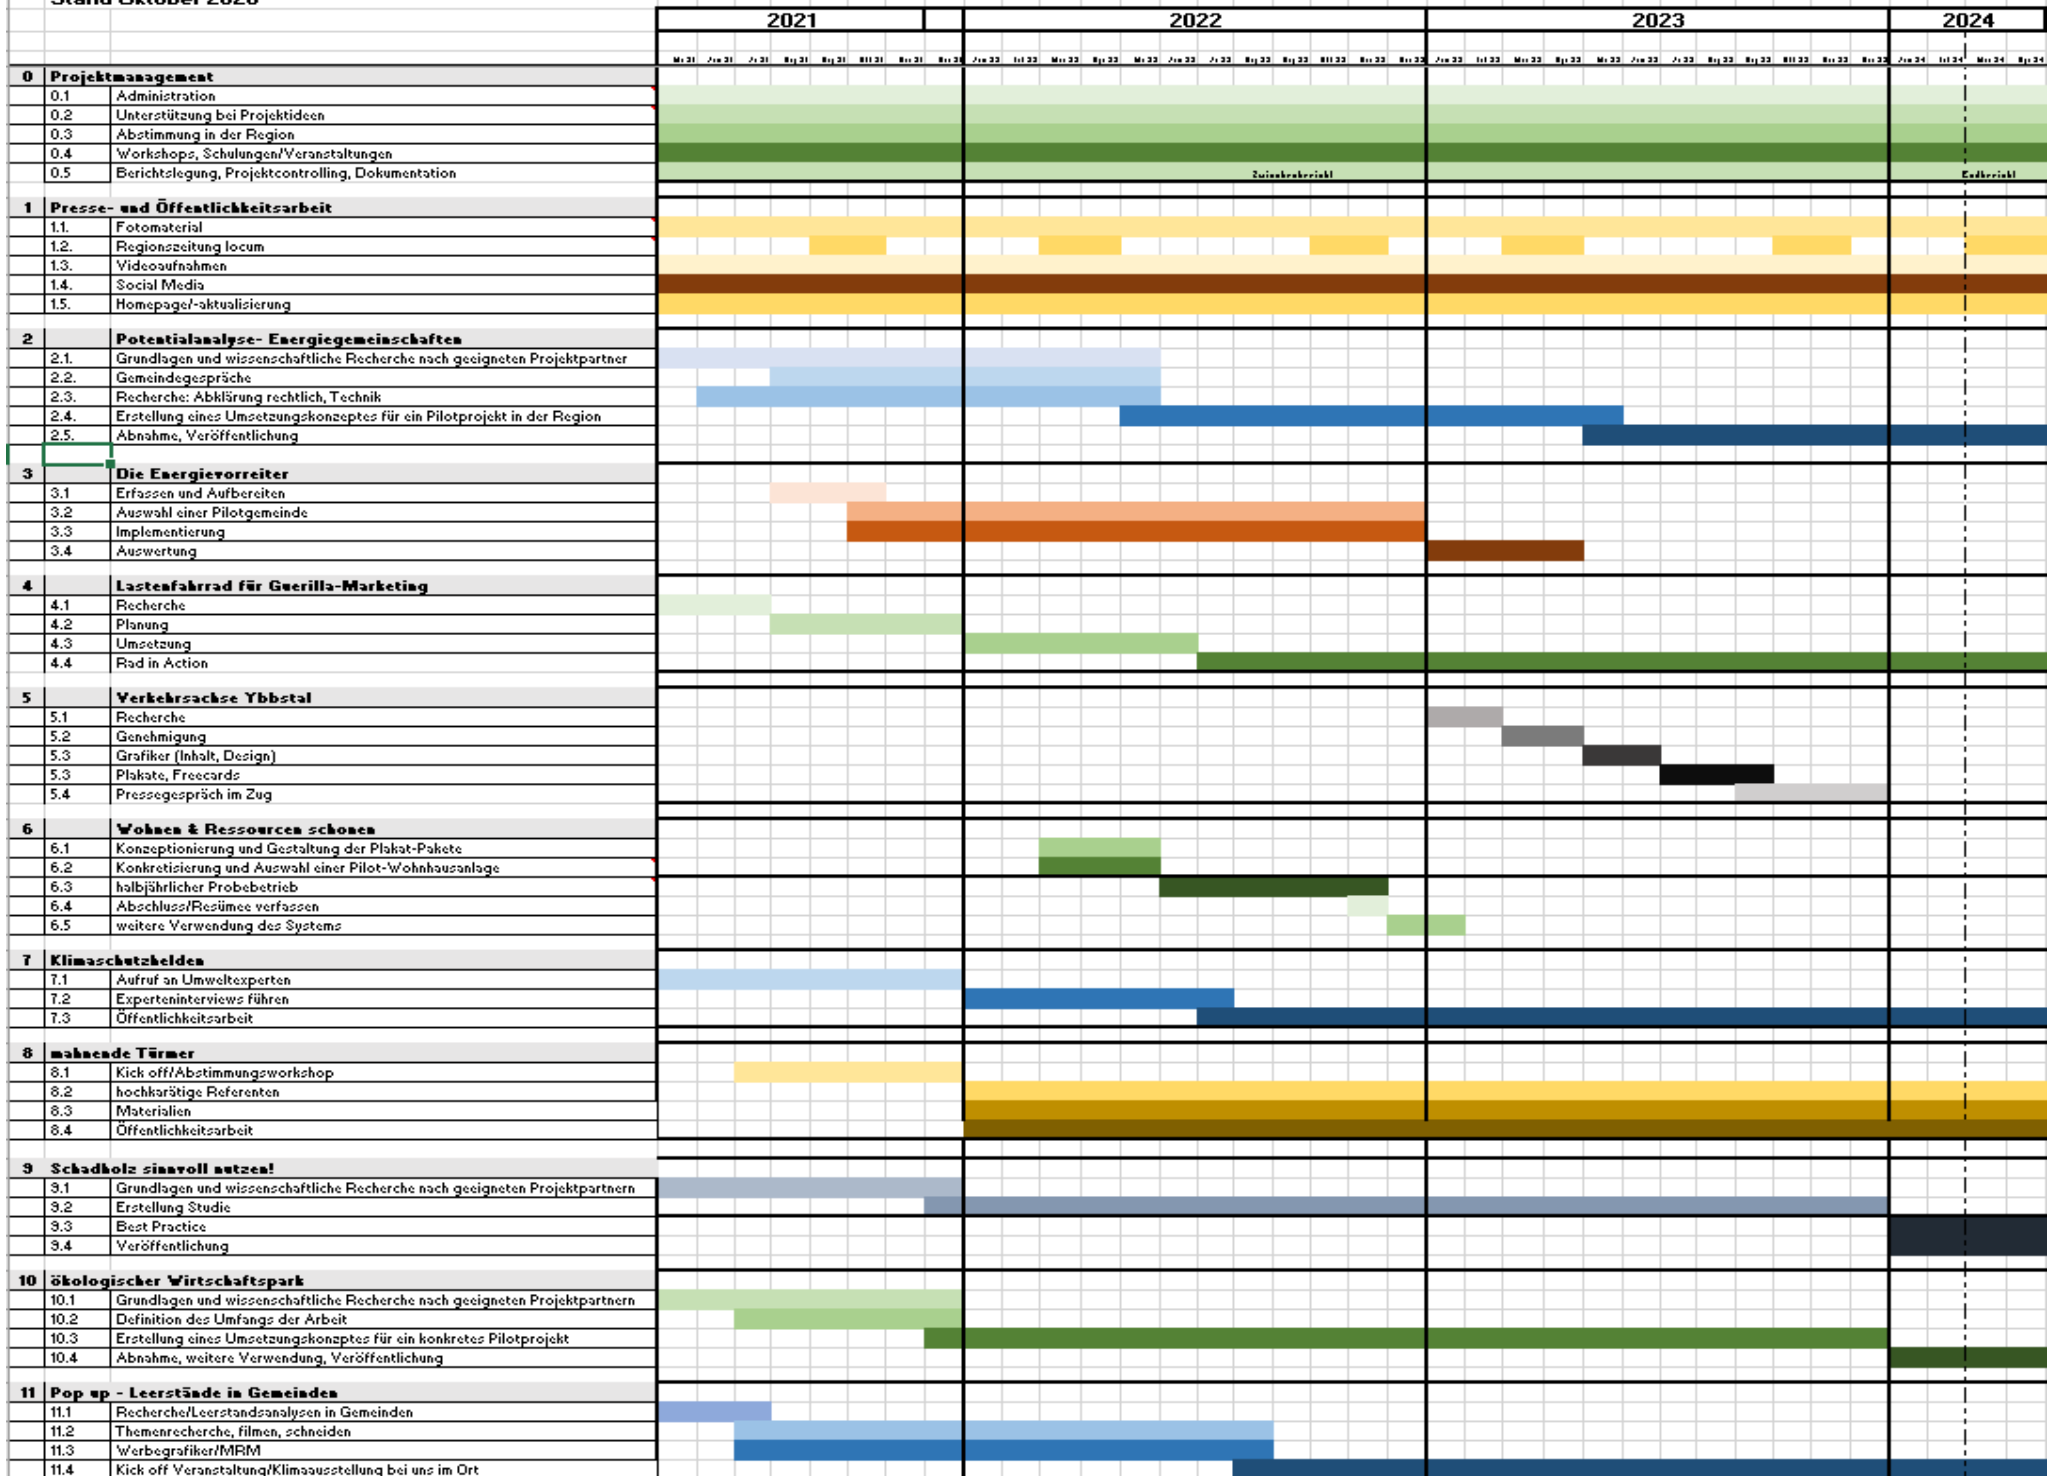 2021 2022 2023 2024
0 Projektmanagement
0.1 Administration
0.2 Unterstützung bei Projektideen
0.3 Abstimmung in der Region
0.4 Workshops, Schulungen/Veranstaltungen
0.5 Berichtslegung, Projektcontrolling, Dokumentation Zwischenbericht Endbericht
1 Presse- und Öffentlichkeitsarbeit
1.1. Fotomaterial
1.2. Regionszeitung locum
1.3. Videoaufnahmen
1.4. Social Media
1.5. Homepage/-aktualisierung
2 Potentialanalyse- Energiegemeinschaften
2.1. Grundlagen und wissenschaftliche Recherche nach geeigneten Projektpartner
2.2. Gemeindegespräche
2.3. Recherche: Abklärung rechtlich, Technik
2.4. Erstellung eines Umsetzungskonzeptes für ein Pilotprojekt in der Region
2.5. Abnahme, Veröffentlichung
3 Die Energievorreiter
3.1 Erfassen und Aufbereiten
3.2 Auswahl einer Pilotgemeinde
3.3 Implementierung
3.4 Auswertung
4 Lastenfahrrad für Guerilla-Marketing
4.1 Recherche
4.2 Planung
4.3 Umsetzung
4.4 Rad in Action
5 Verkehrsachse Ybbstal
5.1 Recherche
5.2 Genehmigung
5.3 Grafiker (Inhalt, Design)
5.3 Plakate, Freecards
5.4 Pressegespräch im Zug
6 Wohnen & Ressourcen schonen
6.1 Konzeptionierung und Gestaltung der Plakat-Pakete
6.2 Konkretisierung und Auswahl einer Pilot-Wohnhausanlage
6.3 halbjährlicher Probebetrieb
6.4 Abschluss/Resümee verfassen
6.5 weitere Verwendung des Systems
7 Klimaschutzhelden
7.1 Aufruf an Umweltexperten
7.2 Experteninterviews führen
7.3 Öffentlichkeitsarbeit
8 mahnende Türmer
8.1 Kick off/Abstimmungsworkshop
8.2 hochkarätige Referenten
8.3 Materialien
8.4 Öffentlichkeitsarbeit
9 Schadholz sinnvoll nutzen!
9.1 Grundlagen und wissenschaftliche Recherche nach geeigneten Projektpartnern
9.2 Erstellung Studie
9.3 Best Practice
9.4 Veröffentlichung
10 ökologischer Wirtschaftspark
10.1 Grundlagen und wissenschaftliche Recherche nach geeigneten Projektpartnern
10.2 Definition des Umfangs der Arbeit
10.3 Erstellung eines Umsetzungskonzptes für ein konkretes Pilotprojekt
10.4 Abnahme, weitere Verwendung, Veröffentlichung
11 Pop up - Leerstände in Gemeinden
11.1 Recherche/Leerstandsanalysen in Gemeinden
11.2 Themenrecherche, filmen, schneiden
11.3 Werbegrafiker/MRM
11.4 Kick off Veranstaltung/Klimaausstellung bei uns im Ort